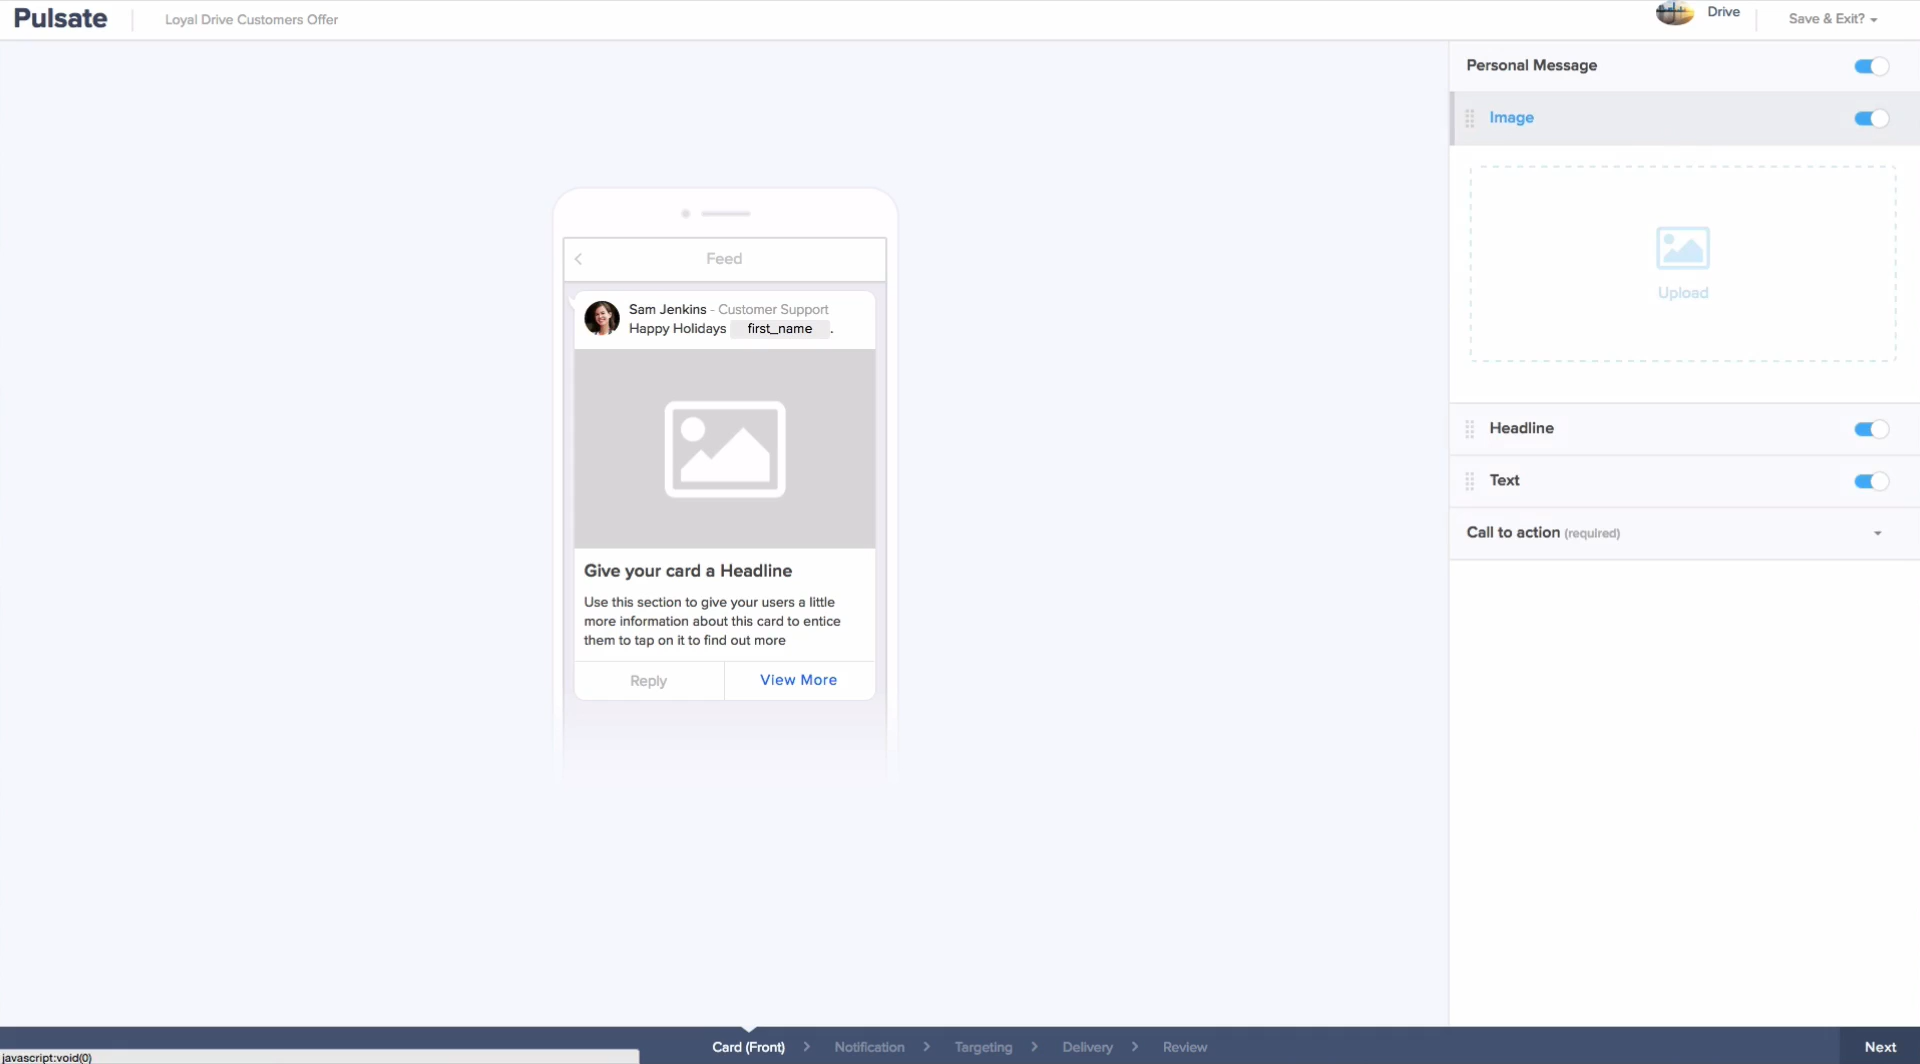 Pulsate
Loyal Drive Customers Offer
Drive
Save & Exit?
Personal Message
Image
Upload
Headline
Text
Call to action (required)
Feed
Sam Jenkins - Customer Support
Happy Holidays first_name .
Give your card a Headline
Use this section to give your users a little
more information about this card to entice
them to tap on it to find out more
Reply
View More
javascript:void(0)
Card (Front) > Notification > Targeting > Delivery > Review
Next